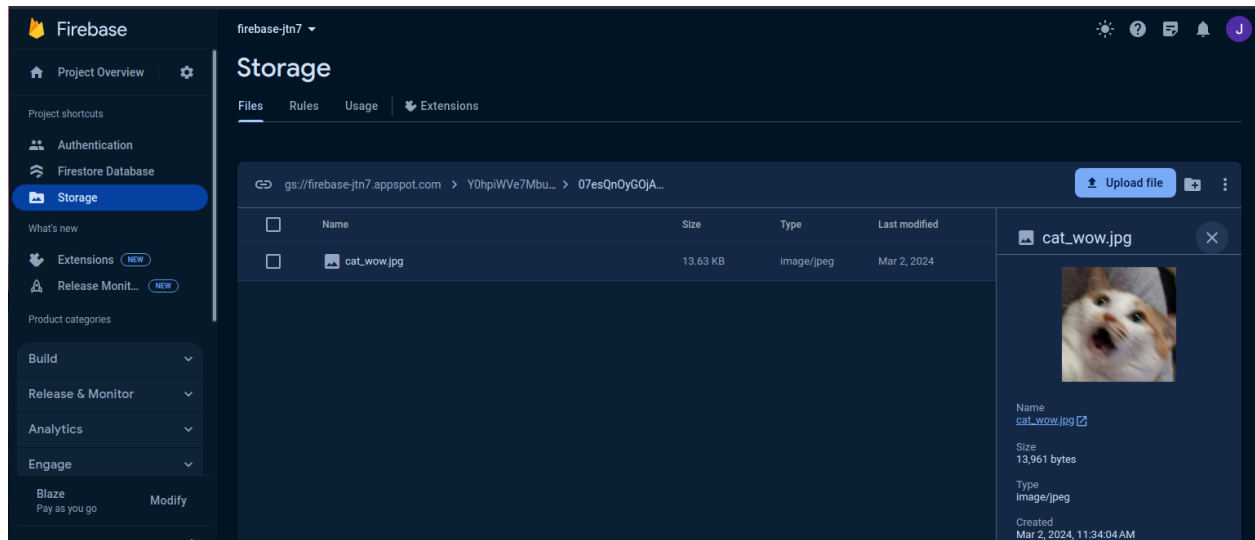 Firebase
Project Overview
Project shortcuts
Authentication
Firestore Database
Storage
What's new
Extensions NEW
Release Monit... NEW
Product categories
Build
Release & Monitor
Analytics
Engage
Blaze
Pay as you go
Modify
firebase-jtn7
J
Storage
Files Rules Usage Extensions
gs://firebase-jtn7.appspot.com > Y0hpiWVe7Mbu... > 07esQnOyGOjA...
Upload file
Name Size Type Last modified
cat_wow.jpg 13.63 KB image/jpeg Mar 2, 2024
cat_wow.jpg
Name
cat_wow.jpg
Size
13,961 bytes
Type
image/jpeg
Created
Mar 2, 2024, 11:34:04 AM